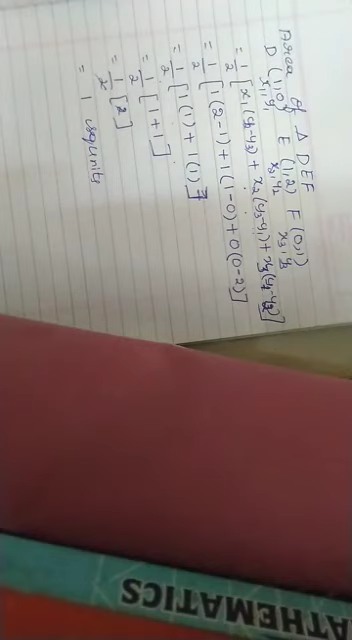 Area of Δ DEF
D (1,0) E (1,2) F (0,1)
x₁,y₁ x₂,y₂ x₃,y₃
= 1/2 [x₁(y₂-y₃) + x₂(y₃-y₁) + x₃(y₁-y₂)]
= 1/2 [1(2-1) + 1(1-0) + 0(0-2)]
= 1/2 [1(1) + 1(1)]
= 1/2 [1+1]
= 1/2 [2]
= 1 squnits
ATHEMATICS